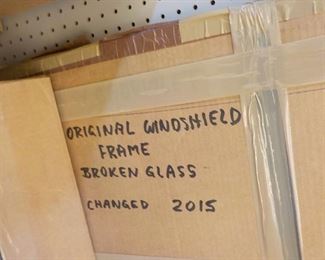 ORIGINAL WINDSHIELD
FRAME
BROKEN GLASS
CHANGED 2015